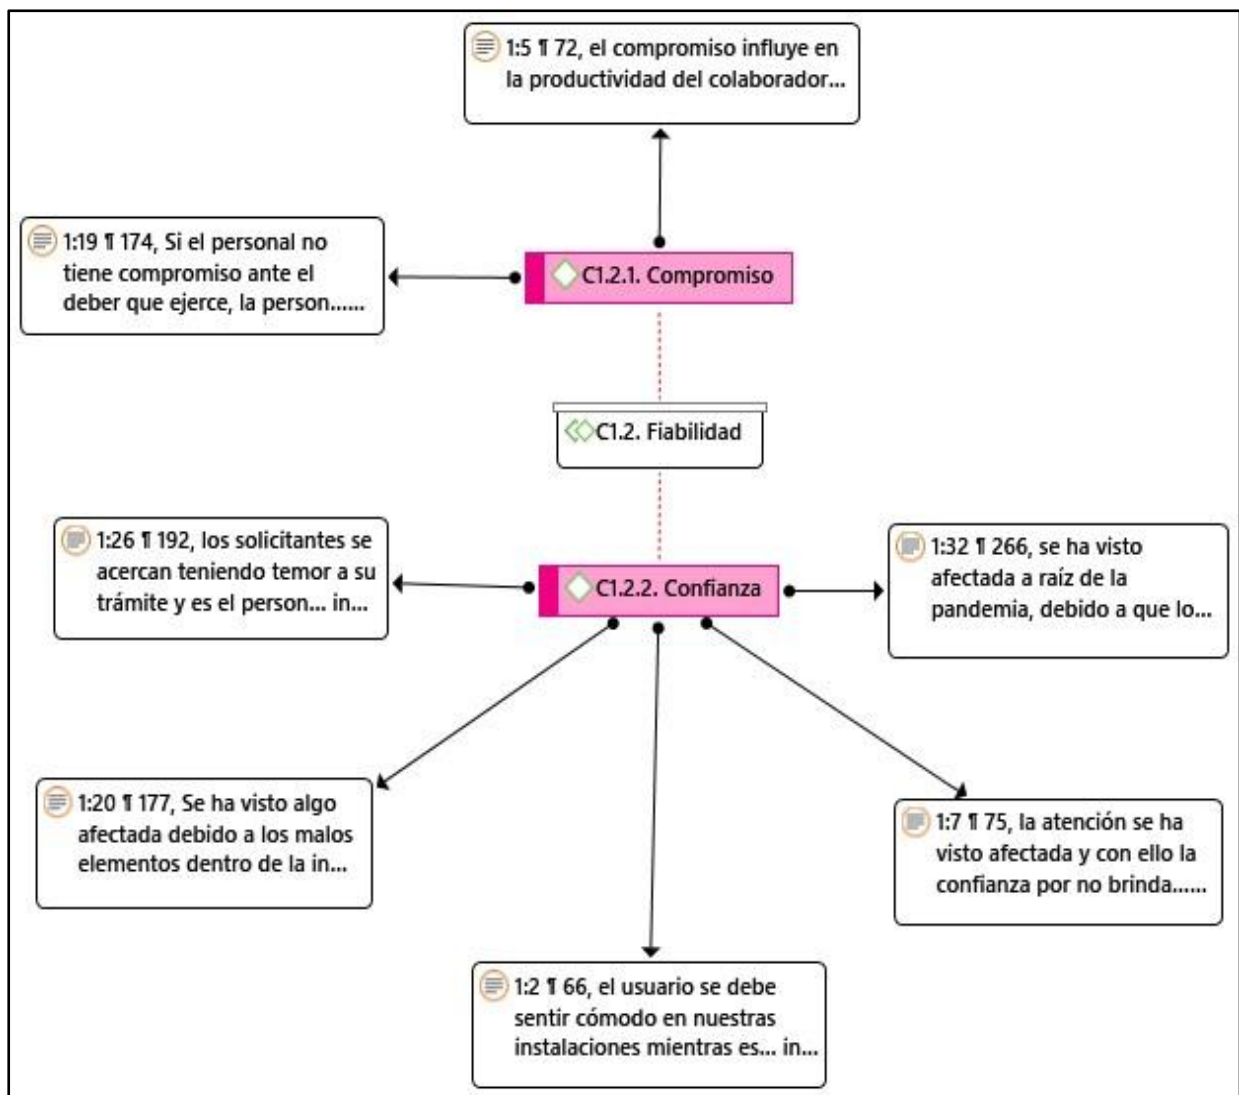 1:5 ¶ 72, el compromiso influye en
la productividad del colaborador...
1:19 ¶ 174, Si el personal no
tiene compromiso ante el
deber que ejerce, la person......
C1.2.1. Compromiso
C1.2. Fiabilidad
1:26 ¶ 192, los solicitantes se
acercan teniendo temor a su
trámite y es el person... in...
C1.2.2. Confianza
1:32 ¶ 266, se ha visto
afectada a raíz de la
pandemia, debido a que lo...
1:20 ¶ 177, Se ha visto algo
afectada debido a los malos
elementos dentro de la in...
1:7 ¶ 75, la atención se ha
visto afectada y con ello la
confianza por no brinda......
1:2 ¶ 66, el usuario se debe
sentir cómodo en nuestras
instalaciones mientras es... in...